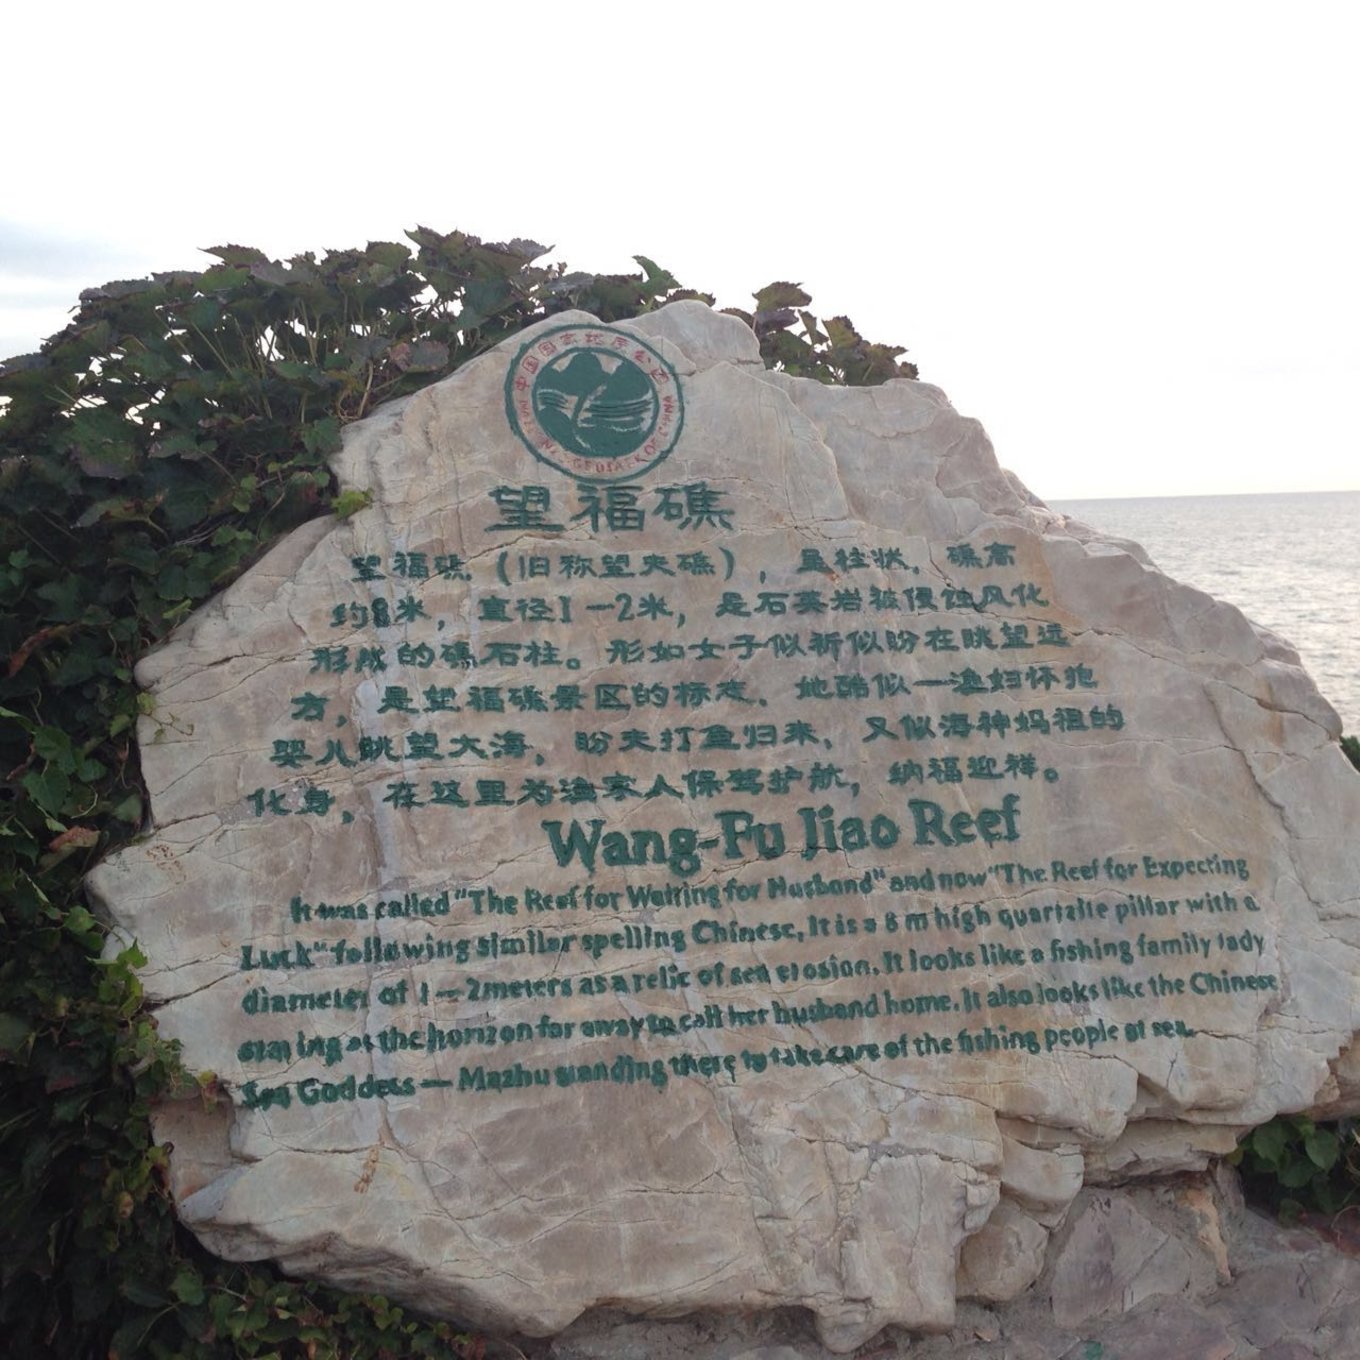 中国国家地质公园
望福礁
望福礁（旧称望夫礁），呈柱状，礁高
约8米，直径1—2米，是石英岩被侵蚀风化
形成的礁石柱。形如女子似祈似盼在眺望远
方，是望福礁景区的标志。她酷似一渔妇怀抱
婴儿眺望大海，盼夫打鱼归来，又似海神妈祖的
化身，在这里为渔家人保驾护航，纳福迎祥。
Wang-Fu Jiao Reef
It was called "The Reef for Waiting for Husband" and now "The Reef for Expecting
Luck" following similar spelling Chinese, It is a 8 m high quartzite pillar with a
diameter of 1—2meters as a relic of sea erosion. It looks like a fishing family lady
staring at the horizon far away to call her husband home. It also looks like the Chinese
Sea Goddess — Mazhu standing there to take care of the fishing people at sea.